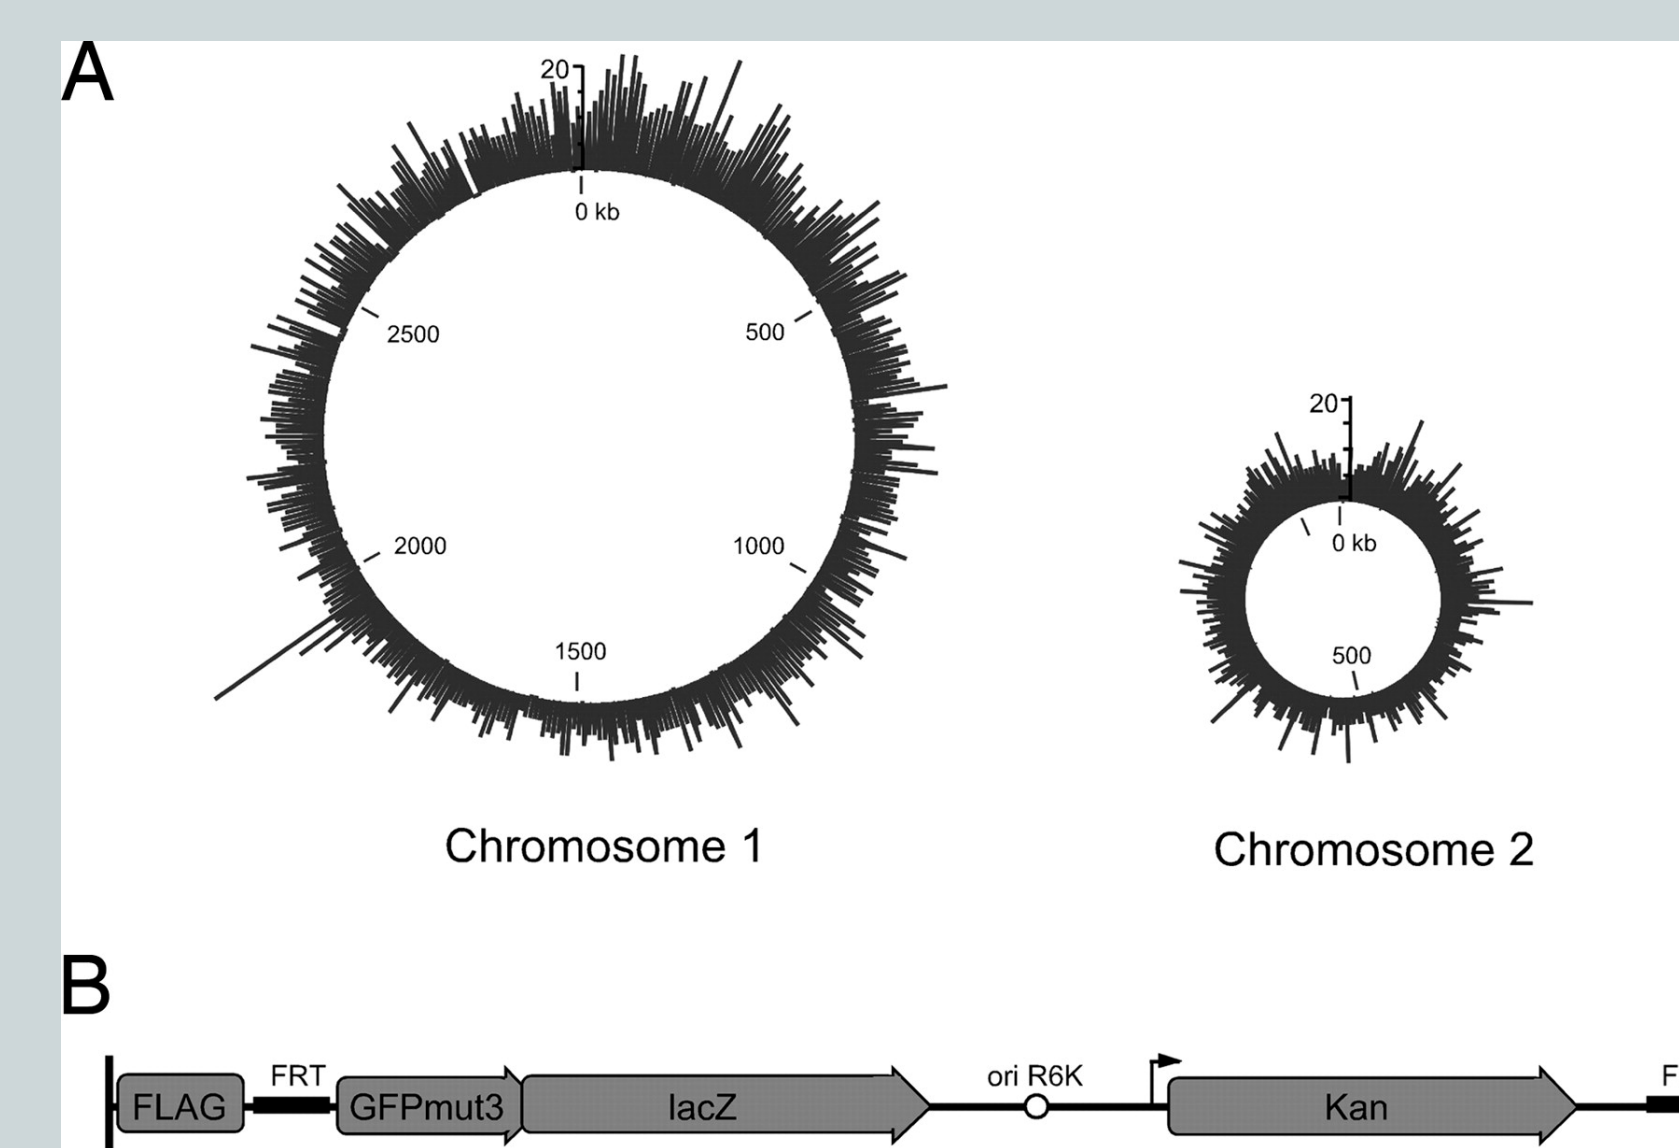 A
20
0 kb
2500
500
2000
1000
1500
Chromosome 1
20
0 kb
500
Chromosome 2
B
FLAG
FRT
GFPmut3
lacZ
ori R6K
Kan
F